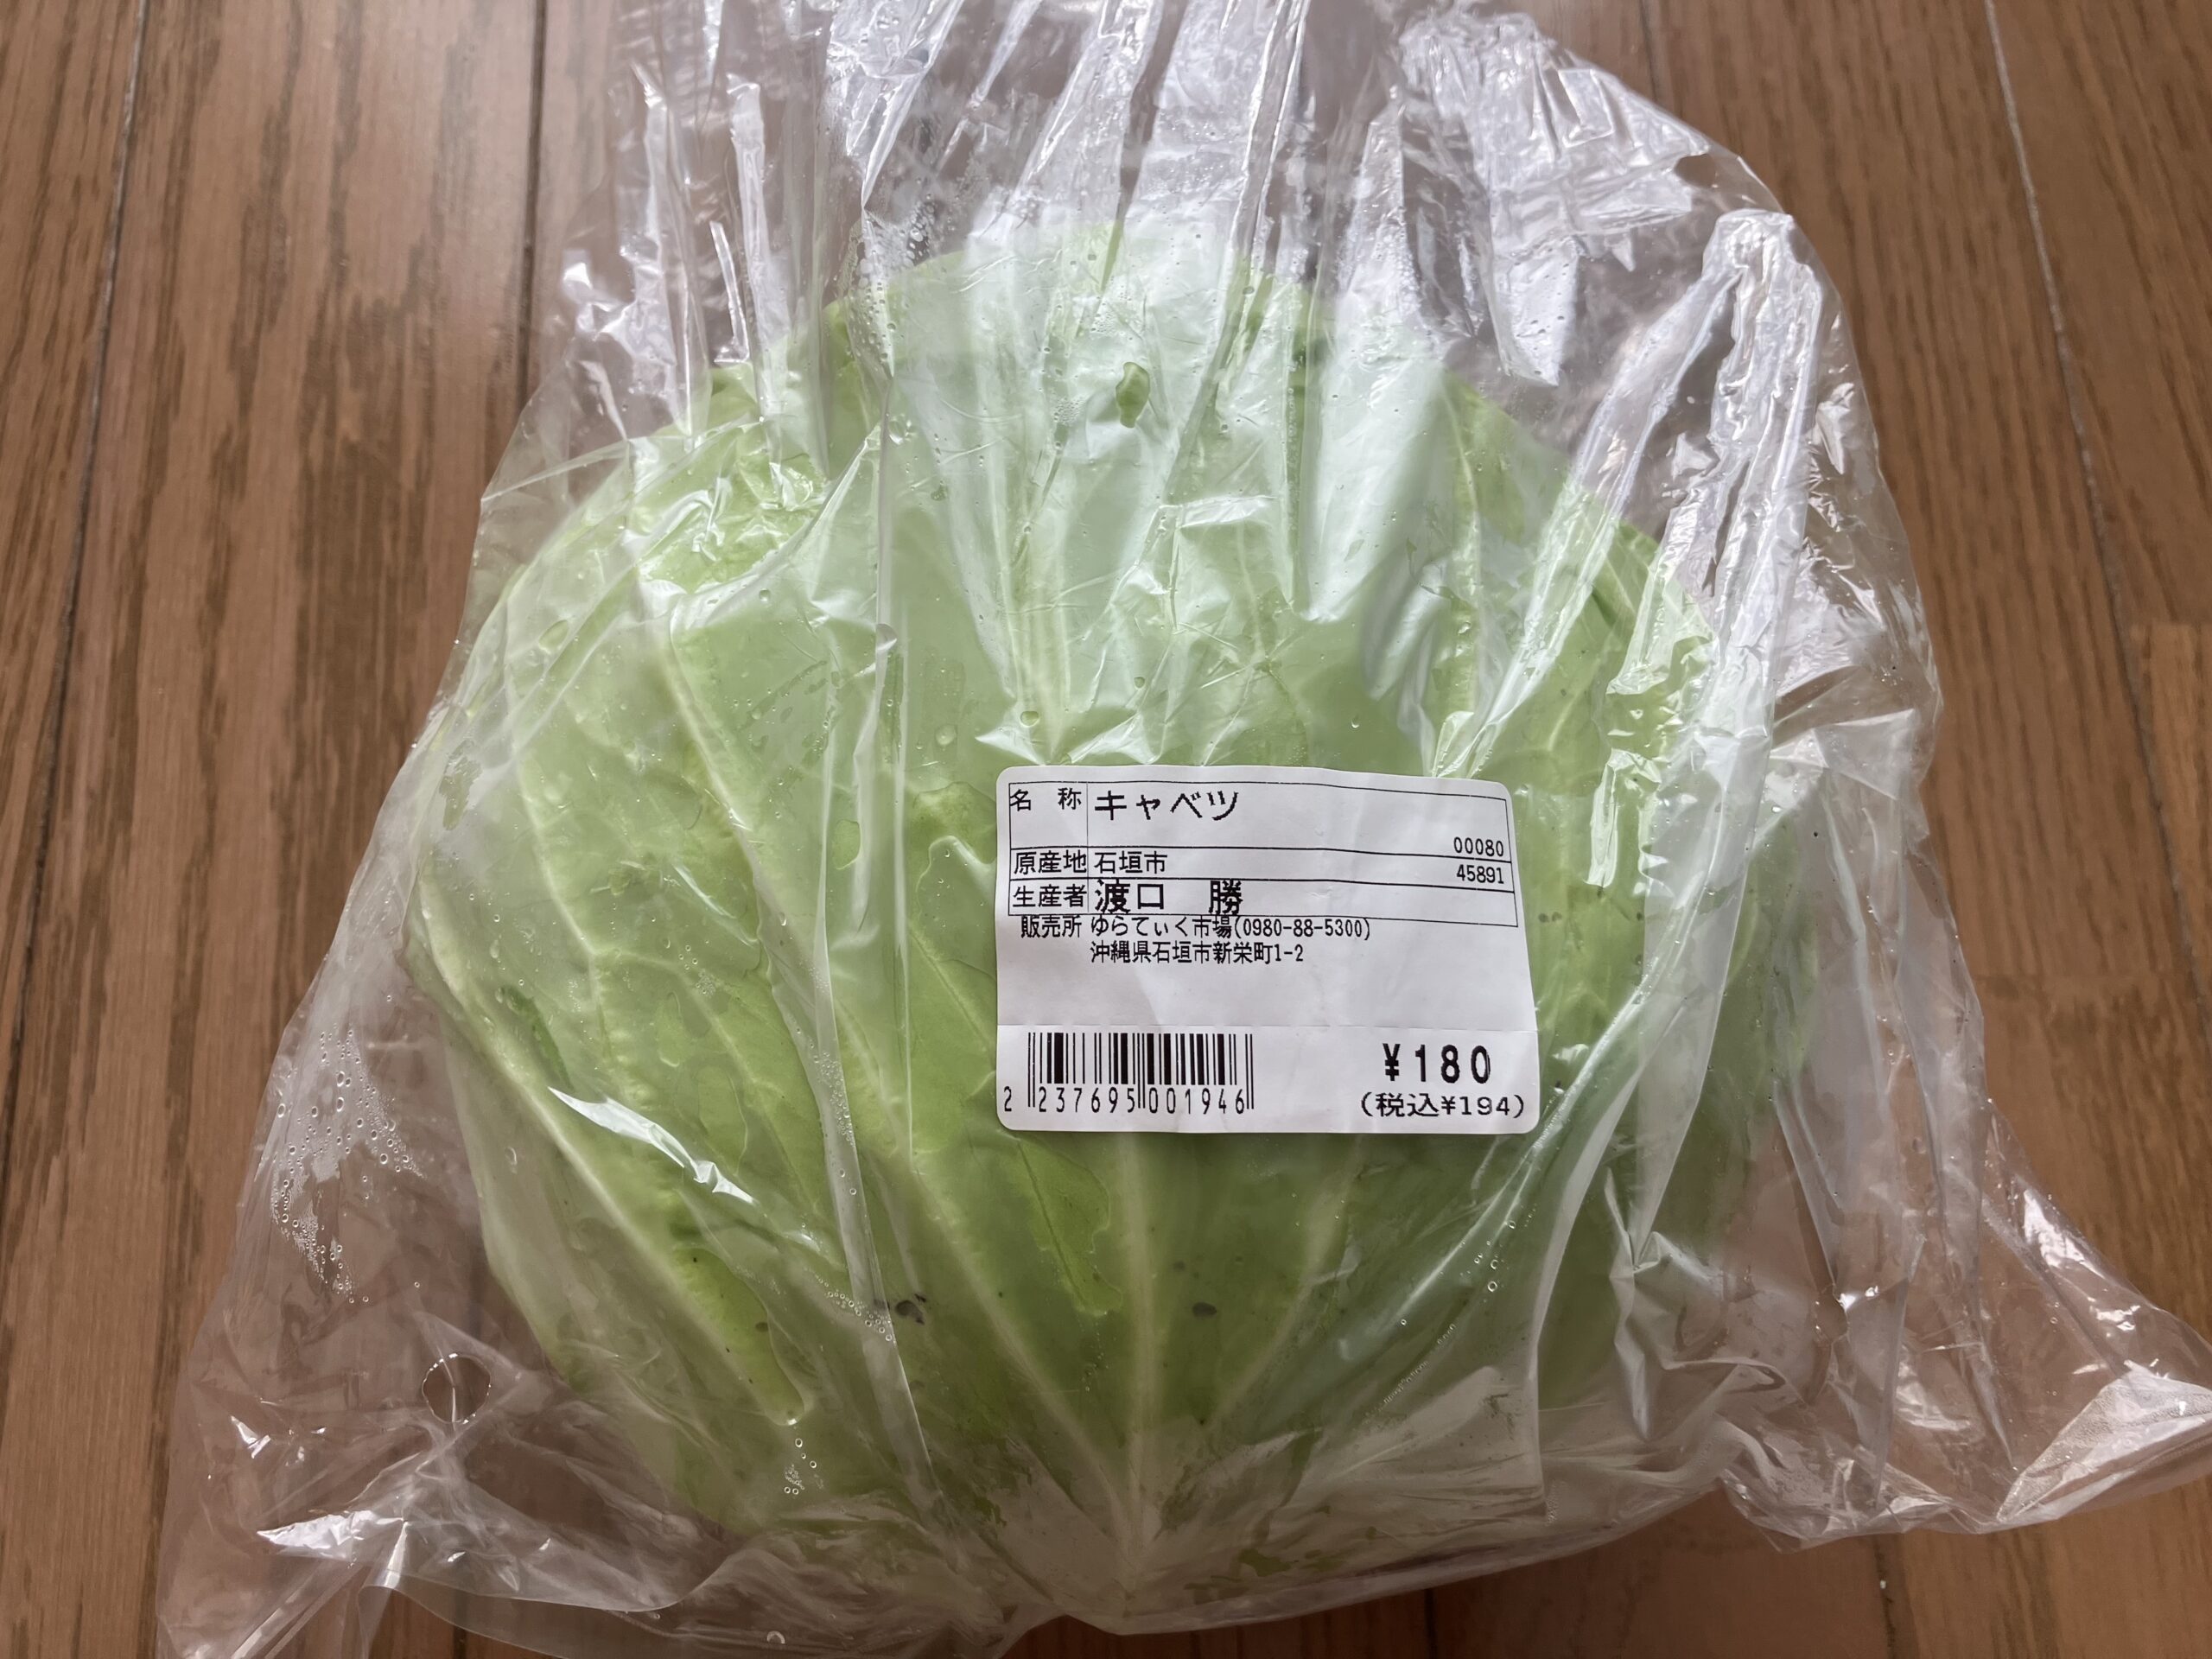 名 称 キャベツ
00080
原産地 石垣市 45891
生産者 渡口 勝
販売所 ゆらてぃく市場(0980-88-5300)
沖縄県石垣市新栄町1-2
¥180
(税込¥194)
2 237695 001946